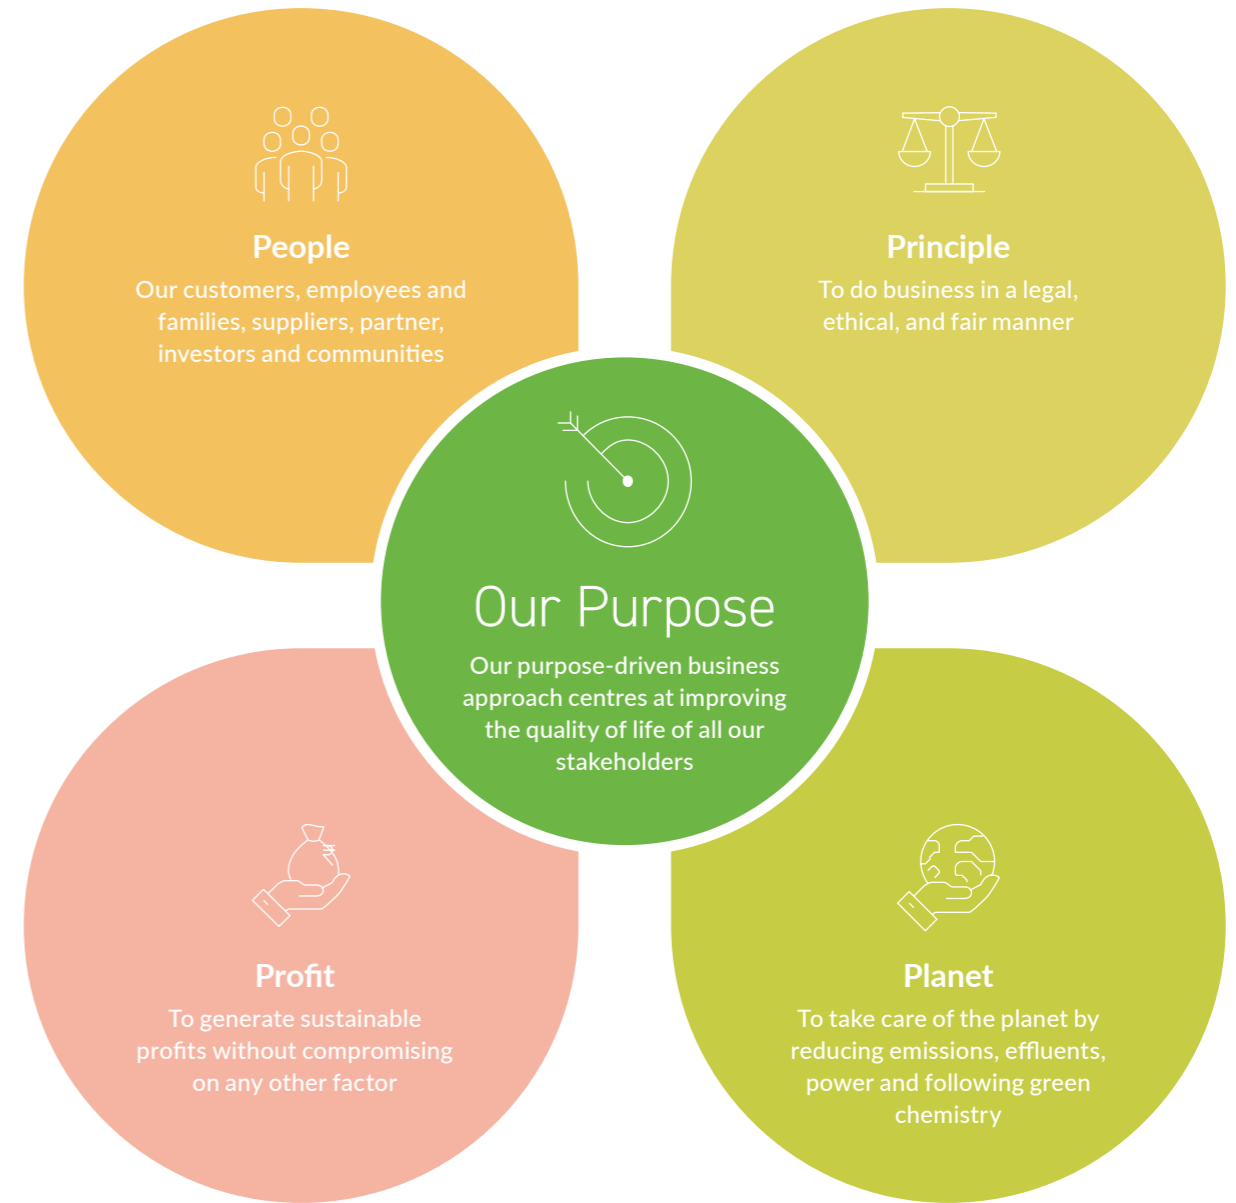 People
Our customers, employees and
families, suppliers, partner,
investors and communities
Principle
To do business in a legal,
ethical, and fair manner
Our Purpose
Our purpose-driven business
approach centres at improving
the quality of life of all our
stakeholders
Profit
To generate sustainable
profits without compromising
on any other factor
Planet
To take care of the planet by
reducing emissions, effluents,
power and following green
chemistry